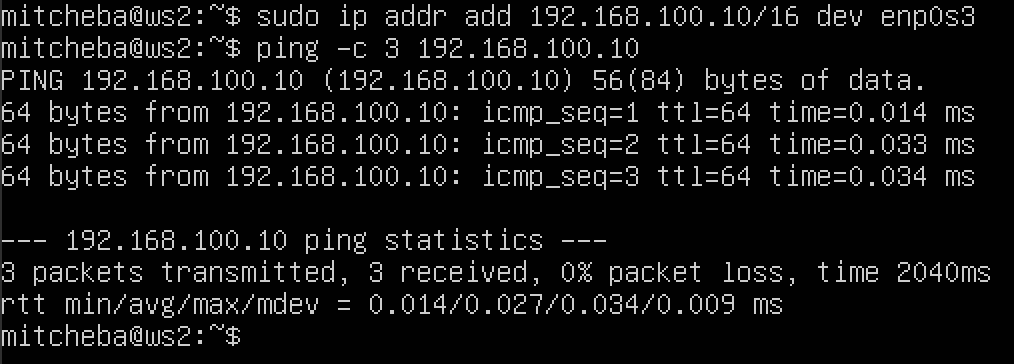 mitcheba@ws2:~$ sudo ip addr add 192.168.100.10/16 dev enp0s3
mitcheba@ws2:~$ ping -c 3 192.168.100.10
PING 192.168.100.10 (192.168.100.10) 56(84) bytes of data.
64 bytes from 192.168.100.10: icmp_seq=1 ttl=64 time=0.014 ms
64 bytes from 192.168.100.10: icmp_seq=2 ttl=64 time=0.033 ms
64 bytes from 192.168.100.10: icmp_seq=3 ttl=64 time=0.034 ms
--- 192.168.100.10 ping statistics ---
3 packets transmitted, 3 received, 0% packet loss, time 2040ms
rtt min/avg/max/mdev = 0.014/0.027/0.034/0.009 ms
mitcheba@ws2:~$